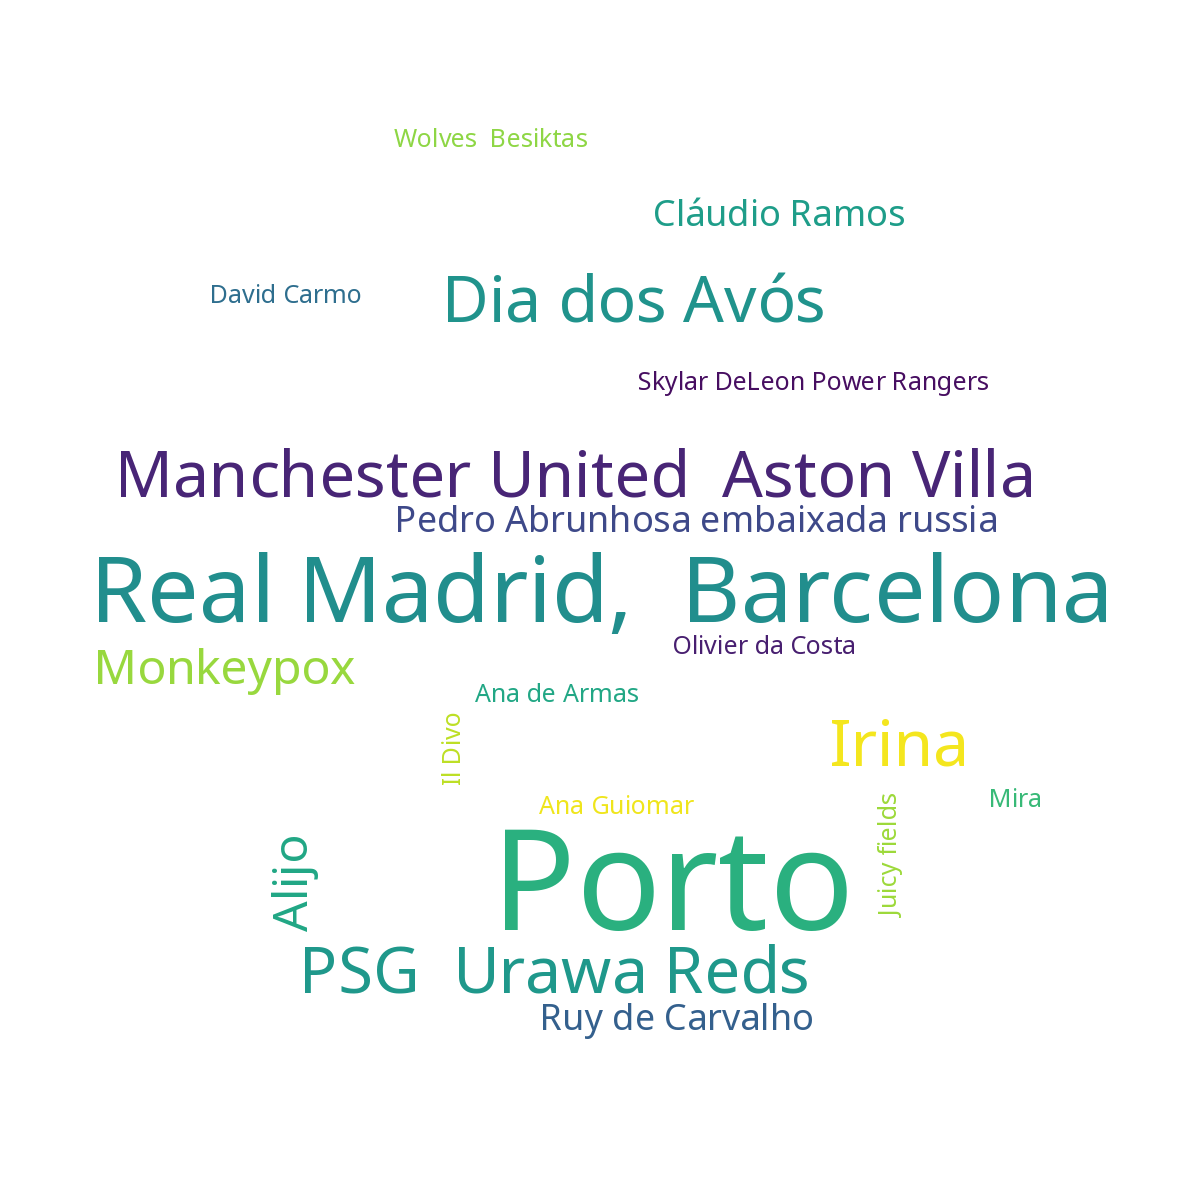 Wolves  Besiktas
Cláudio Ramos
David Carmo
Dia dos Avós
Skylar DeLeon Power Rangers
Manchester United  Aston Villa
Pedro Abrunhosa embaixada russia
Real Madrid,  Barcelona
Olivier da Costa
Monkeypox
Ana de Armas
Il Divo
Irina
Mira
Ana Guiomar
Juicy fields
Alijo
Porto
PSG  Urawa Reds
Ruy de Carvalho